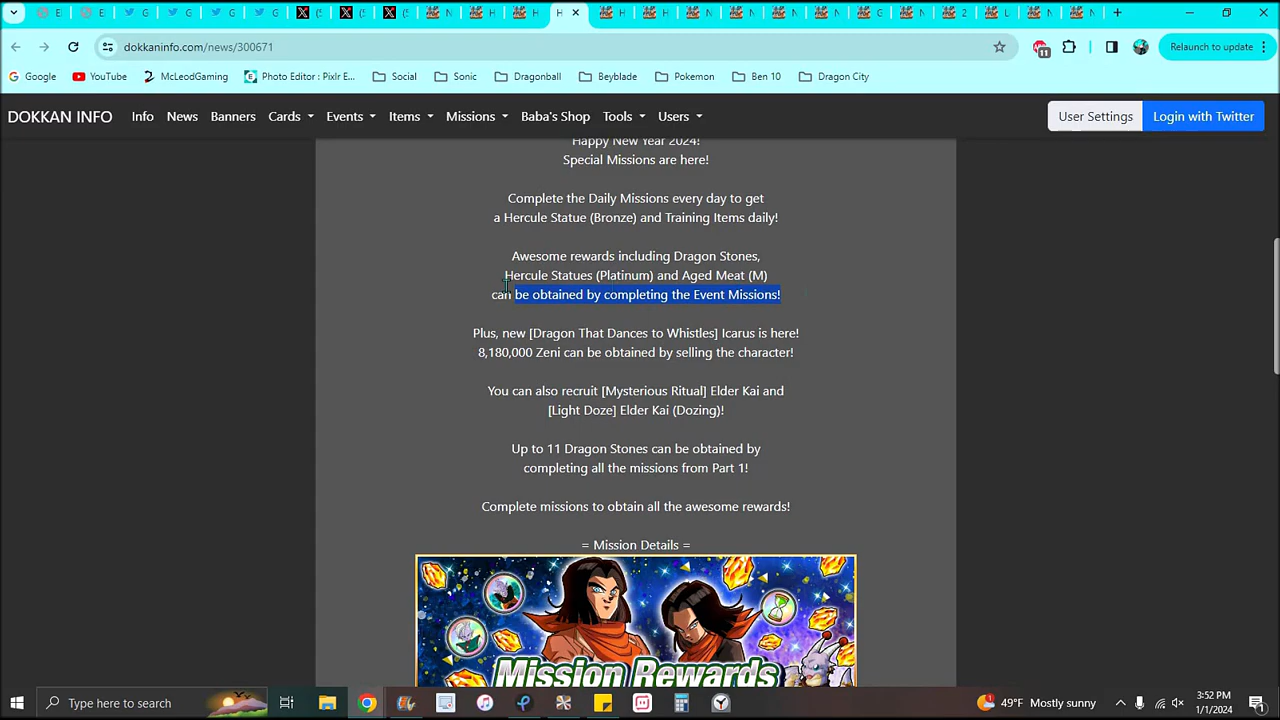 dokkaninfo.com/news/300671
11
Relaunch to update
Google
YouTube
McLeodGaming
Photo Editor : Pixlr E...
Social
Sonic
Dragonball
Beyblade
Pokemon
Ben 10
Dragon City
DOKKAN INFO
Info
News
Banners
Cards
Events
Items
Missions
Baba's Shop
Tools
Users
User Settings
Login with Twitter
Happy New Year 2024!
Special Missions are here!
Complete the Daily Missions every day to get
a Hercule Statue (Bronze) and Training Items daily!
Awesome rewards including Dragon Stones,
Hercule Statues (Platinum) and Aged Meat (M)
can be obtained by completing the Event Missions!
Plus, new [Dragon That Dances to Whistles] Icarus is here!
8,180,000 Zeni can be obtained by selling the character!
You can also recruit [Mysterious Ritual] Elder Kai and
[Light Doze] Elder Kai (Dozing)!
Up to 11 Dragon Stones can be obtained by
completing all the missions from Part 1!
Complete missions to obtain all the awesome rewards!
= Mission Details =
Mission Rewards
Type here to search
49°F Mostly sunny
3:52 PM
1/1/2024